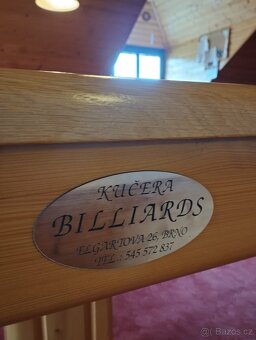 KUČERA
BILLIARDS
ELGARTOVA 26, BRNO
TEL.: 545 572 837
Bazoš.cz